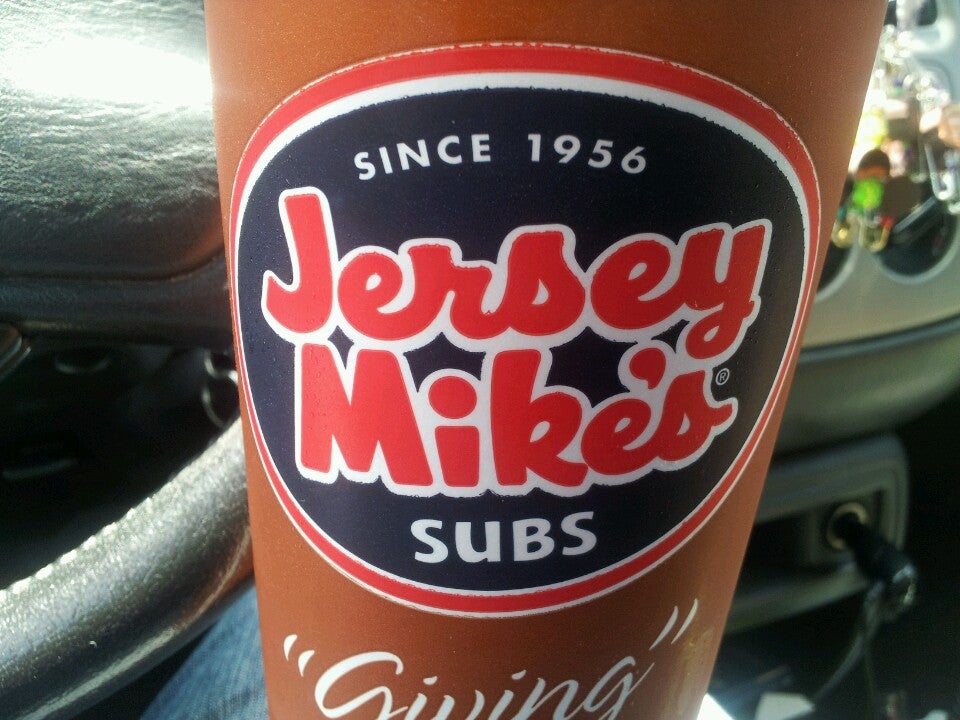 SINCE 1956
Jersey
Mike's®
SUBS
"Giving"